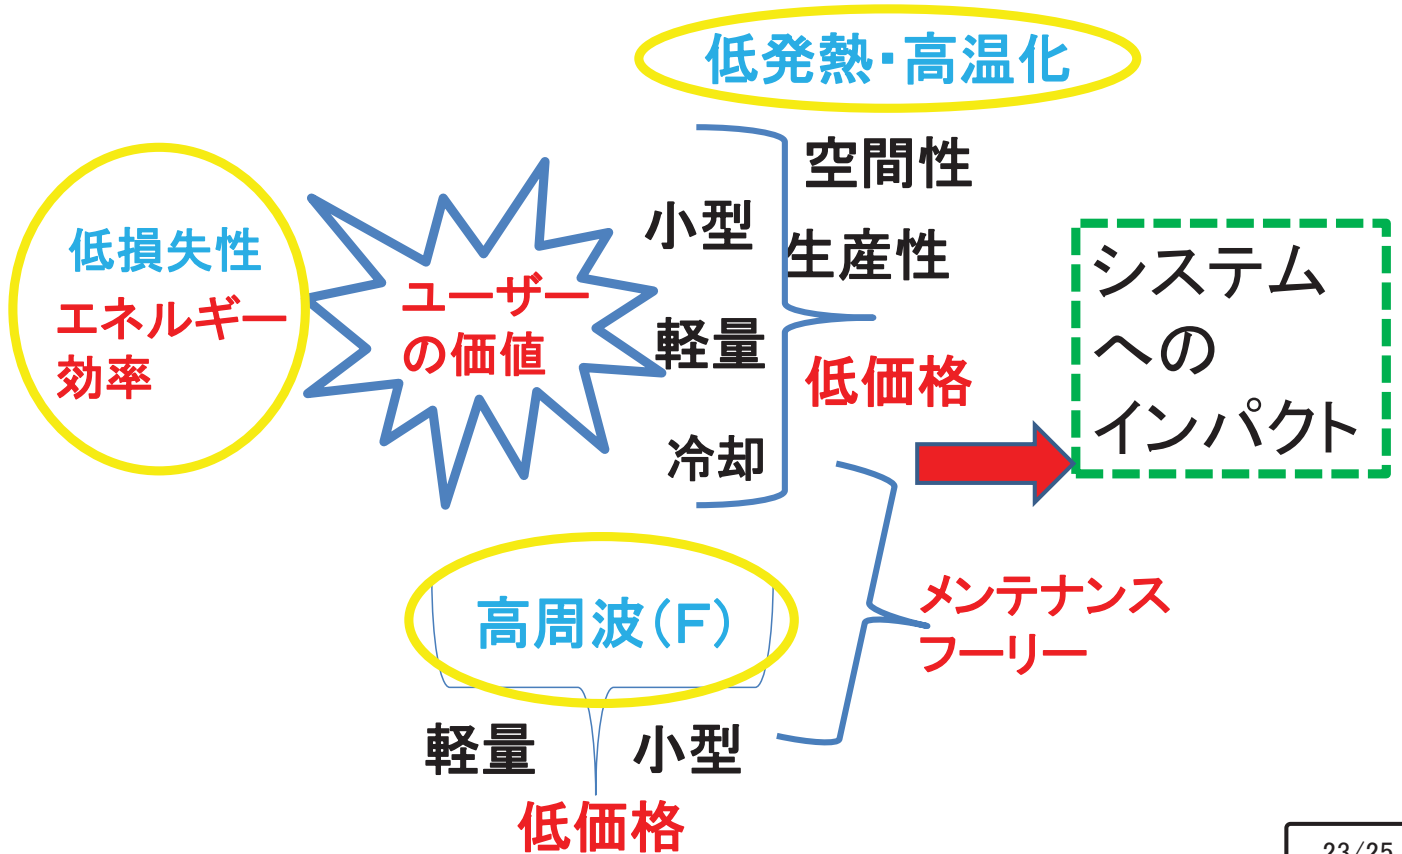 低発熱・高温化
低損失性
エネルギー
効率
ユーザー
の価値
小型
軽量
冷却
空間性
生産性
低価格
システム
への
インパクト
高周波(F)
軽量
小型
低価格
メンテナンス
フーリー
23/25